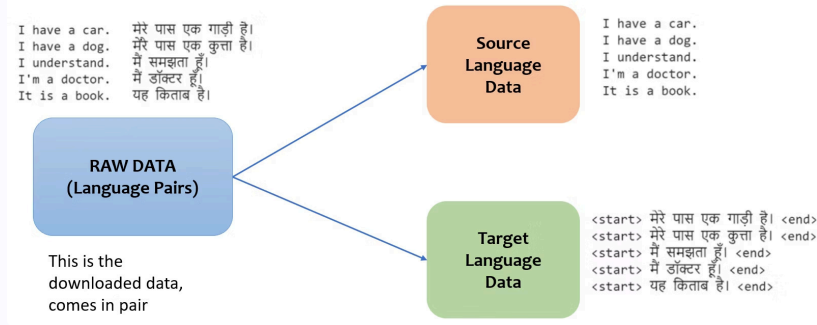 I have a car. मेरे पास एक गाड़ी है।
I have a dog. मेरे पास एक कुत्ता है।
I understand. मैं समझता हूँ।
I'm a doctor. मैं डॉक्टर हूँ।
It is a book. यह किताब है।
RAW DATA
(Language Pairs)
This is the
downloaded data,
comes in pair
Source
Language
Data
I have a car.
I have a dog.
I understand.
I'm a doctor.
It is a book.
Target
Language
Data
<start> मेरे पास एक गाड़ी है। <end>
<start> मेरे पास एक कुत्ता है। <end>
<start> मैं समझता हूँ। <end>
<start> मैं डॉक्टर हूँ। <end>
<start> यह किताब है। <end>